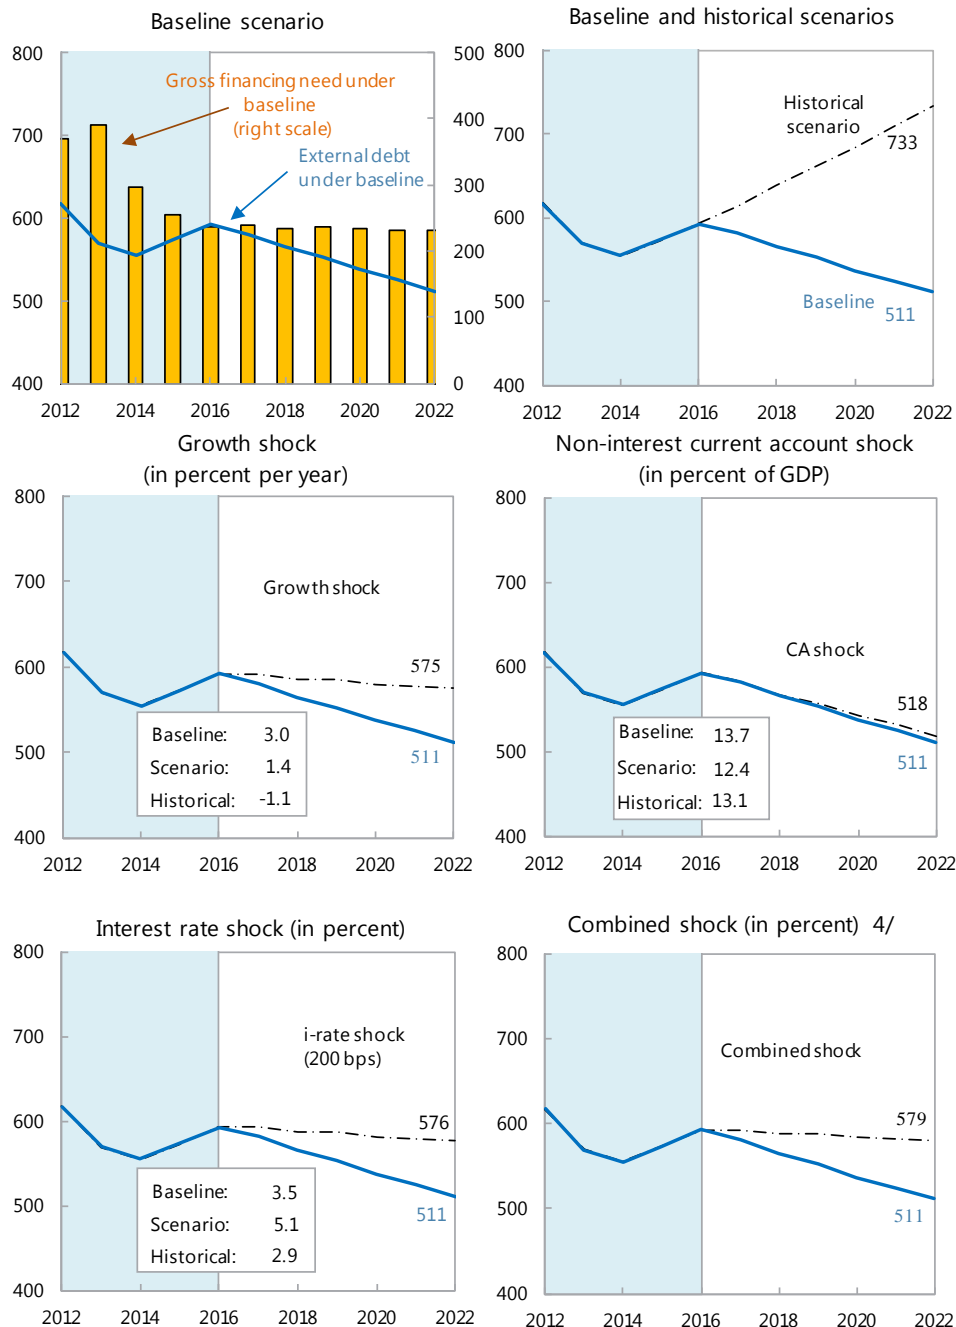 Baseline scenario
800
700
600
500
400
500
400
300
200
100
0
Gross financing need under
baseline
(right scale)
External debt
under baseline
2012 2014 2016 2018 2020 2022
Baseline and historical scenarios
800
700
600
500
400
Historical
scenario
733
Baseline
511
2012 2014 2016 2018 2020 2022
Growth shock
(in percent per year)
800
700
600
500
400
Growth shock
575
511
Baseline: 3.0
Scenario: 1.4
Historical: -1.1
2012 2014 2016 2018 2020 2022
Non-interest current account shock
(in percent of GDP)
800
700
600
500
400
CA shock
518
511
Baseline: 13.7
Scenario: 12.4
Historical: 13.1
2012 2014 2016 2018 2020 2022
Interest rate shock (in percent)
800
700
600
500
400
i-rate shock
(200 bps)
576
511
Baseline: 3.5
Scenario: 5.1
Historical: 2.9
2012 2014 2016 2018 2020 2022
Combined shock (in percent) 4/
800
700
600
500
400
Combined shock
579
511
2012 2014 2016 2018 2020 2022